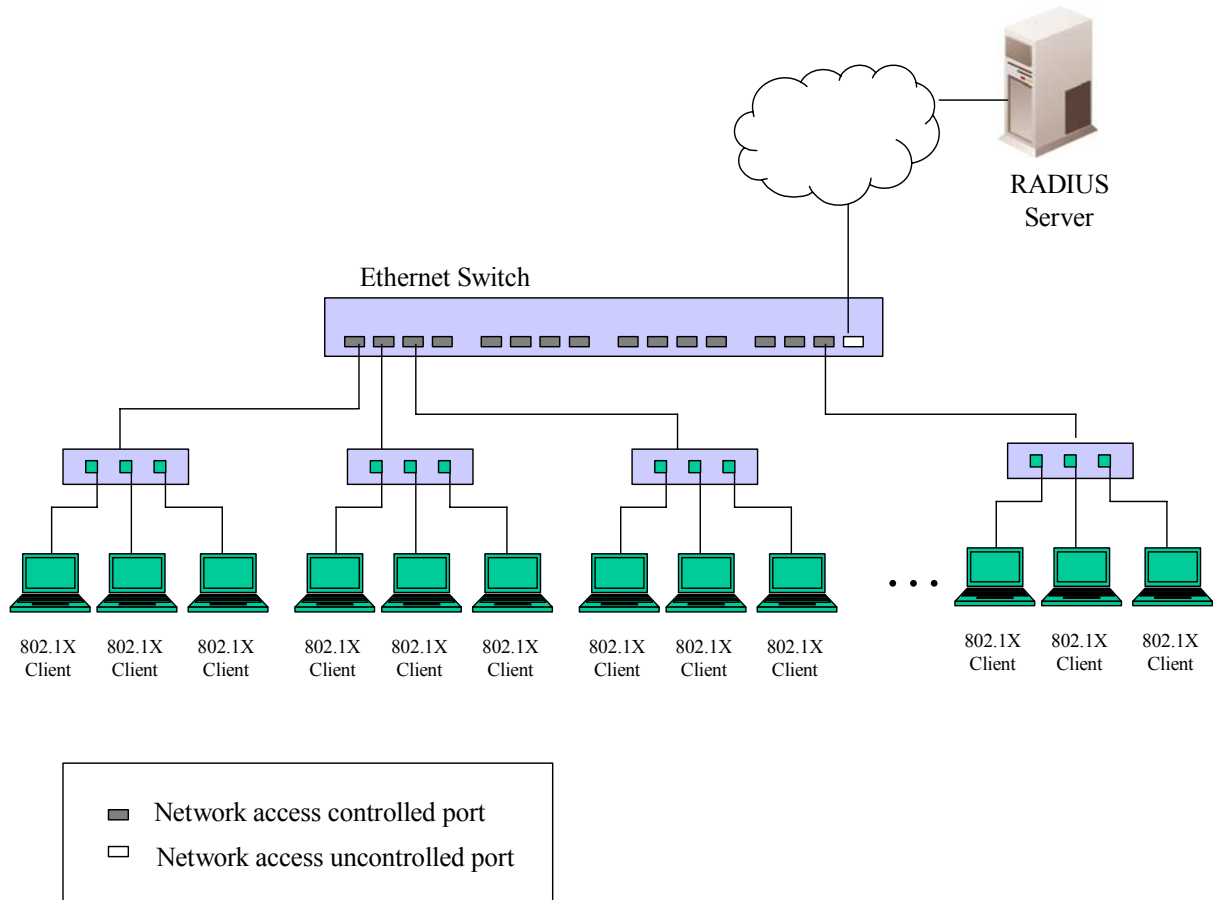 RADIUS
Server
Ethernet Switch
802.1X
Client
802.1X
Client
802.1X
Client
802.1X
Client
802.1X
Client
802.1X
Client
802.1X
Client
802.1X
Client
802.1X
Client
. . .
802.1X
Client
802.1X
Client
802.1X
Client
Network access controlled port
Network access uncontrolled port